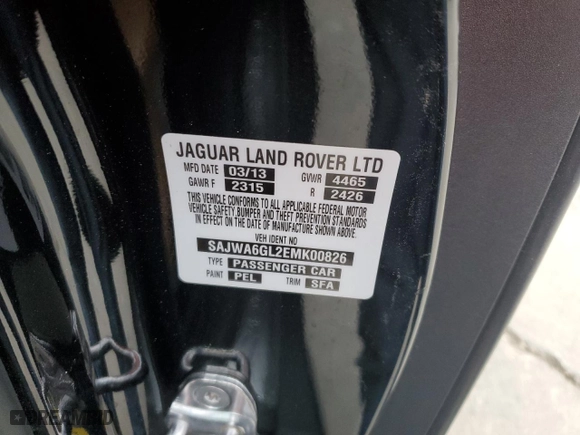 JAGUAR LAND ROVER LTD
MFD DATE 03/13 GVWR 4465
GAWR F 2315 R 2426
THIS VEHICLE CONFORMS TO ALL APPLICABLE FEDERAL MOTOR
VEHICLE SAFETY, BUMPER AND THEFT PREVENTION STANDARDS
IN EFFECT ON THE DATE OF MANUFACTURE SHOWN ABOVE.
VEH IDENT NO
SAJWA6GL2EMK00826
TYPE PASSENGER CAR
PAINT PEL TRIM SFA
DREAMBID